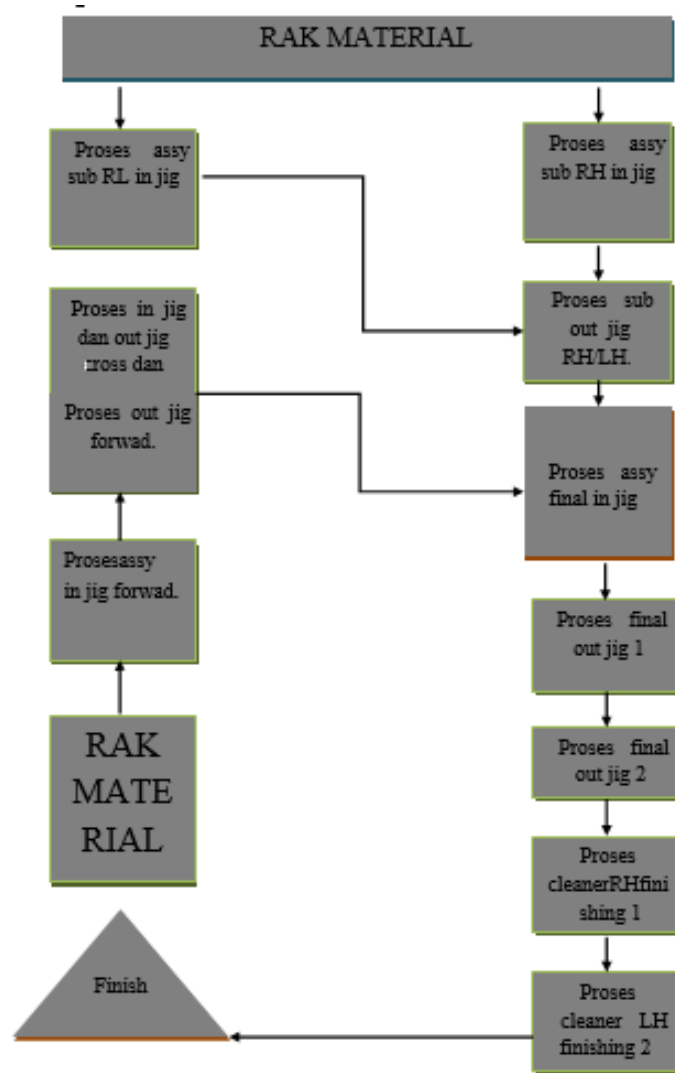 RAK MATERIAL
Proses assy
sub RL in jig
Proses assy
sub RH in jig
Proses in jig
dan out jig
cross dan
Proses out jig
forwad.
Proses sub
out jig
RH/LH.
Proses assy
final in jig
Prosesassy
in jig forwad.
Proses final
out jig 1
RAK
MATE
RIAL
Proses final
out jig 2
Proses
cleanerRHfini
shing 1
Finish
Proses
cleaner LH
finishing 2